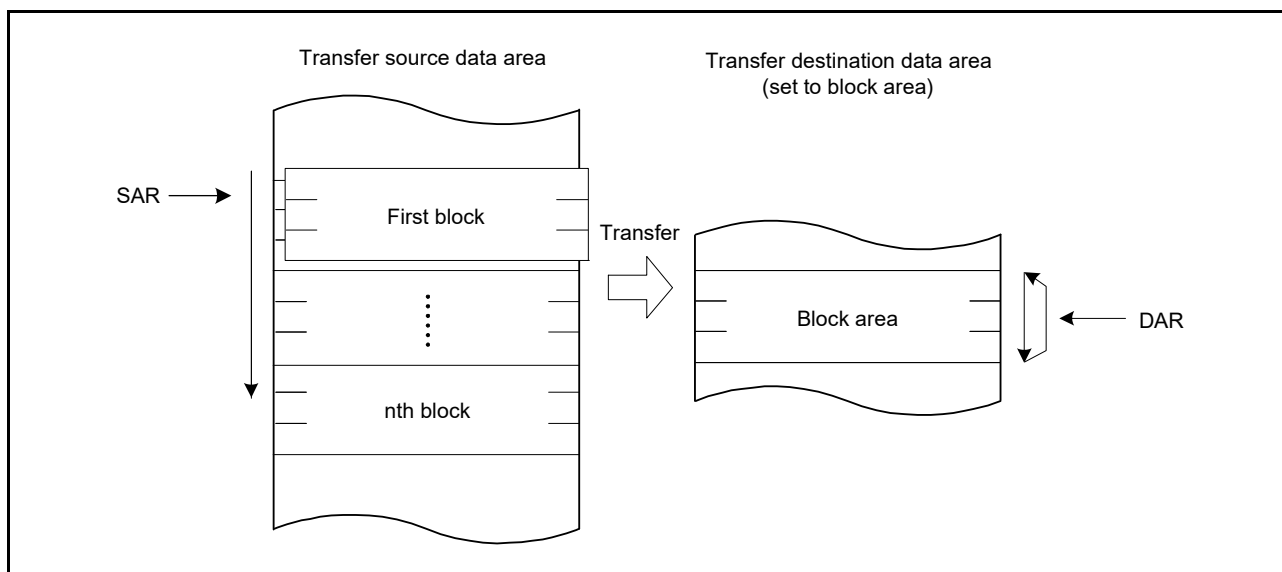 Transfer source data area
Transfer destination data area
(set to block area)
SAR
First block
Transfer
Block area
DAR
nth block